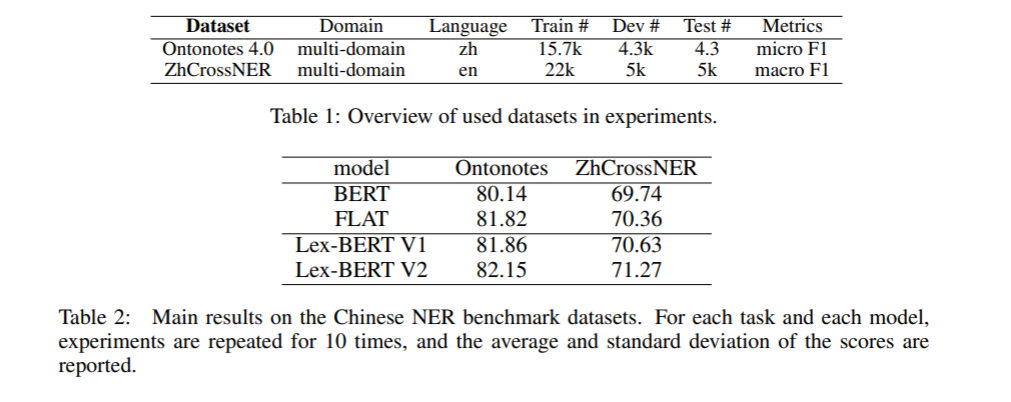 Dataset Domain Language Train # Dev # Test # Metrics
Ontonotes 4.0 multi-domain zh 15.7k 4.3k 4.3 micro F1
ZhCrossNER multi-domain en 22k 5k 5k macro F1
Table 1: Overview of used datasets in experiments.
model Ontonotes ZhCrossNER
BERT 80.14 69.74
FLAT 81.82 70.36
Lex-BERT V1 81.86 70.63
Lex-BERT V2 82.15 71.27
Table 2: Main results on the Chinese NER benchmark datasets. For each task and each model,
experiments are repeated for 10 times, and the average and standard deviation of the scores are
reported.